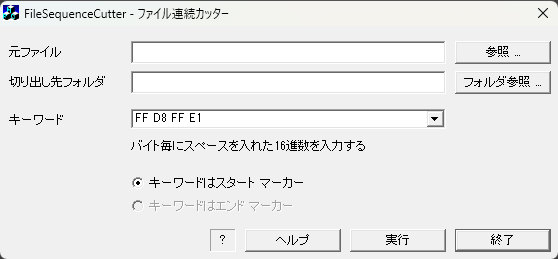 FileSequenceCutter - ファイル連続カッター
元ファイル
参照 ...
切り出し先フォルダ
フォルダ参照 ...
キーワード
FF D8 FF E1
バイト毎にスペースを入れた16進数を入力する
キーワードはスタート マーカー
キーワードはエンド マーカー
?
ヘルプ
実行
終了